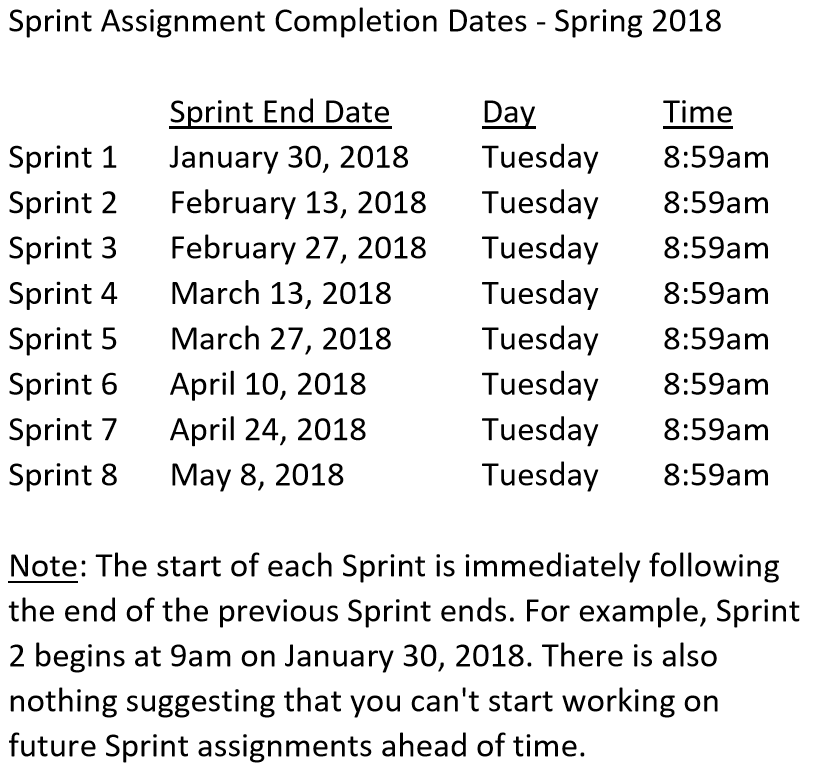 Sprint Assignment Completion Dates - Spring 2018
Sprint End Date Day Time
Sprint 1 January 30, 2018 Tuesday 8:59am
Sprint 2 February 13, 2018 Tuesday 8:59am
Sprint 3 February 27, 2018 Tuesday 8:59am
Sprint 4 March 13, 2018 Tuesday 8:59am
Sprint 5 March 27, 2018 Tuesday 8:59am
Sprint 6 April 10, 2018 Tuesday 8:59am
Sprint 7 April 24, 2018 Tuesday 8:59am
Sprint 8 May 8, 2018 Tuesday 8:59am
Note: The start of each Sprint is immediately following
the end of the previous Sprint ends. For example, Sprint
2 begins at 9am on January 30, 2018. There is also
nothing suggesting that you can't start working on
future Sprint assignments ahead of time.